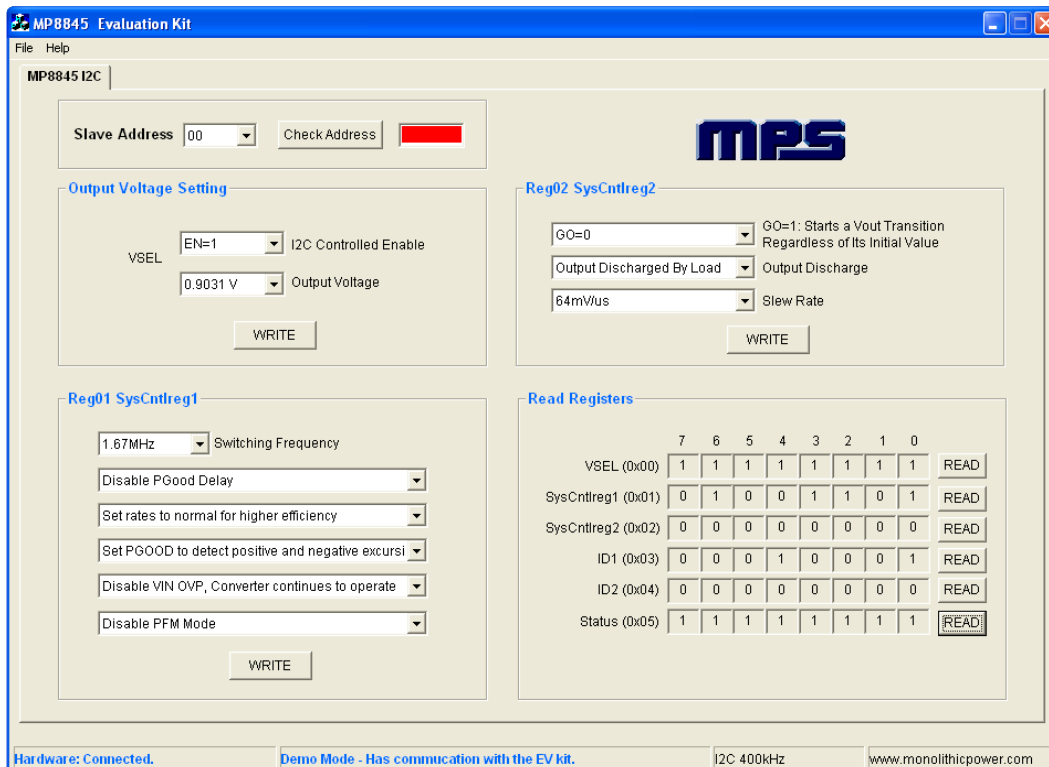 MP8845 Evaluation Kit
File Help
MP8845 I2C
Slave Address 00 Check Address
MPS
Output Voltage Setting
VSEL
EN=1 I2C Controlled Enable
0.9031 V Output Voltage
WRITE
Reg02 SysCntlreg2
GO=0 GO=1: Starts a Vout Transition
Regardless of Its Initial Value
Output Discharged By Load Output Discharge
64mV/us Slew Rate
WRITE
Reg01 SysCntlreg1
1.67MHz Switching Frequency
Disable PGood Delay
Set rates to normal for higher efficiency
Set PGOOD to detect positive and negative excursi
Disable VIN OVP, Converter continues to operate
Disable PFM Mode
WRITE
Read Registers
7 6 5 4 3 2 1 0
VSEL (0x00) 1 1 1 1 1 1 1 1 READ
SysCntlreg1 (0x01) 0 1 0 0 1 1 0 1 READ
SysCntlreg2 (0x02) 0 0 0 0 0 0 0 0 READ
ID1 (0x03) 0 0 0 1 0 0 0 1 READ
ID2 (0x04) 0 0 0 0 0 0 0 0 READ
Status (0x05) 1 1 1 1 1 1 1 1 READ
Hardware: Connected. Demo Mode - Has commucation with the EV kit. I2C 400kHz www.monolithicpower.com